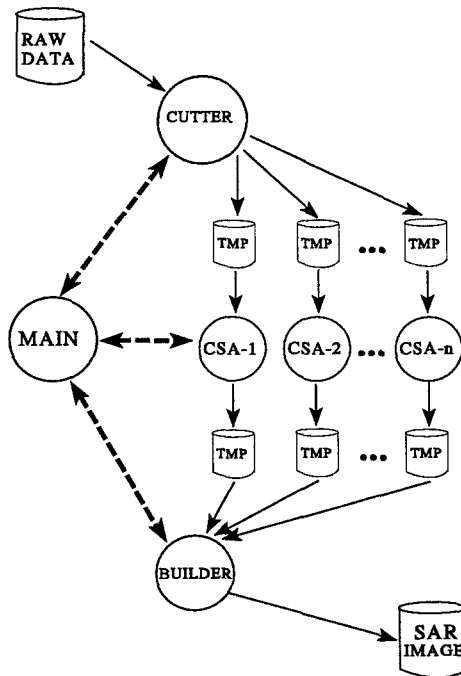 RAW
DATA
CUTTER
TMP TMP ... TMP
MAIN
CSA-1 CSA-2 ... CSA-n
TMP TMP ... TMP
BUILDER
SAR
IMAGE